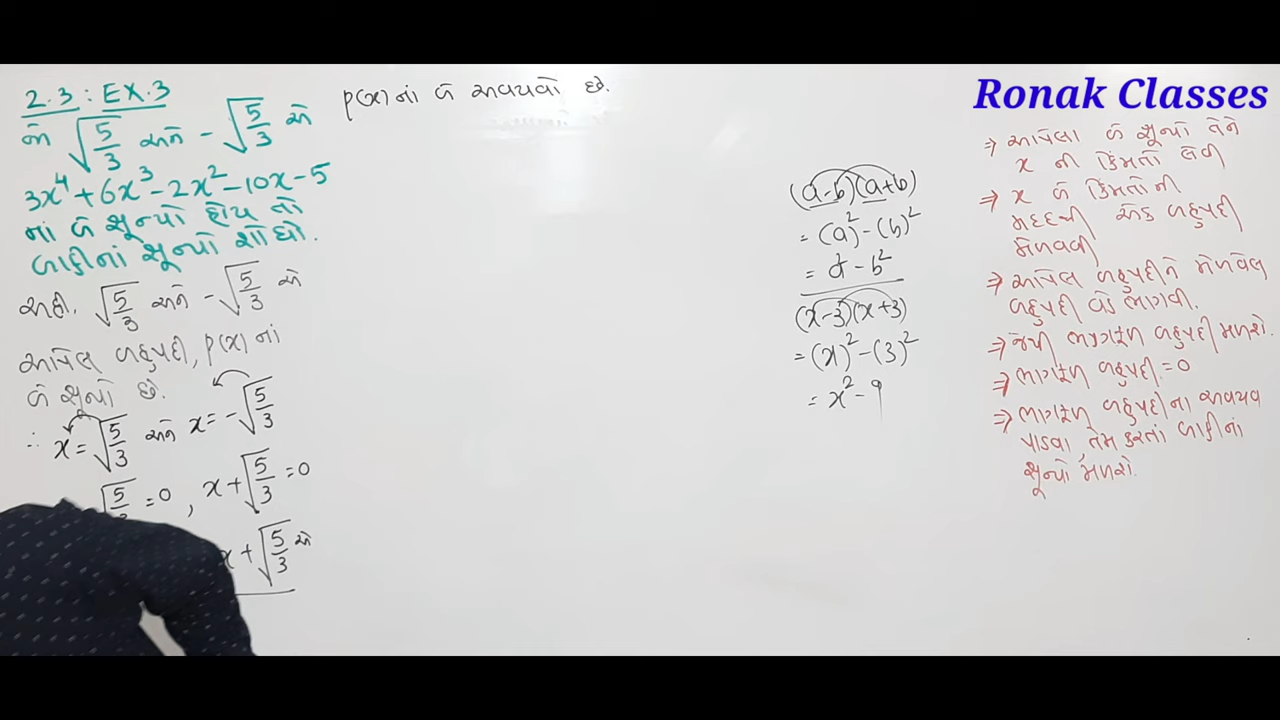 2.3 : EX.3
જો √5/3 અને - √5/3 એ
3x⁴ + 6x³ - 2x² - 10x - 5
નાં બે શૂન્યો હોય તો
બાકીનાં શૂન્યો શોધો.
અહીં, √5/3 અને - √5/3 એ
આપેલ બહુપદી, p(x) નાં
બે શૂન્યો છે.
∴ x = √5/3 અને x = - √5/3
√5/3 = 0 , x + √5/3 = 0
x + √5/3 એ
p(x) નાં બે અવયવો છે.
(a-b)(a+b)
= (a)² - (b)²
= a² - b²
(x-3)(x+3)
= (x)² - (3)²
= x² - 9
Ronak Classes
⇒ આપેલા બે શૂન્યો તેને
x ની કિંમતો લેવી
⇒ x બે કિંમતોની
મદદથી એક બહુપદી
મેળવવી
⇒ આપેલ બહુપદીને મેળવેલ
બહુપદી વડે ભાગવી.
⇒ જેથી ભાગફળ બહુપદી મળશે.
⇒ ભાગફળ બહુપદી = 0
⇒ ભાગફળ બહુપદીના અવયવ
પાડવા તેમ કરતાં બાકીનાં
શૂન્યો મળશે.